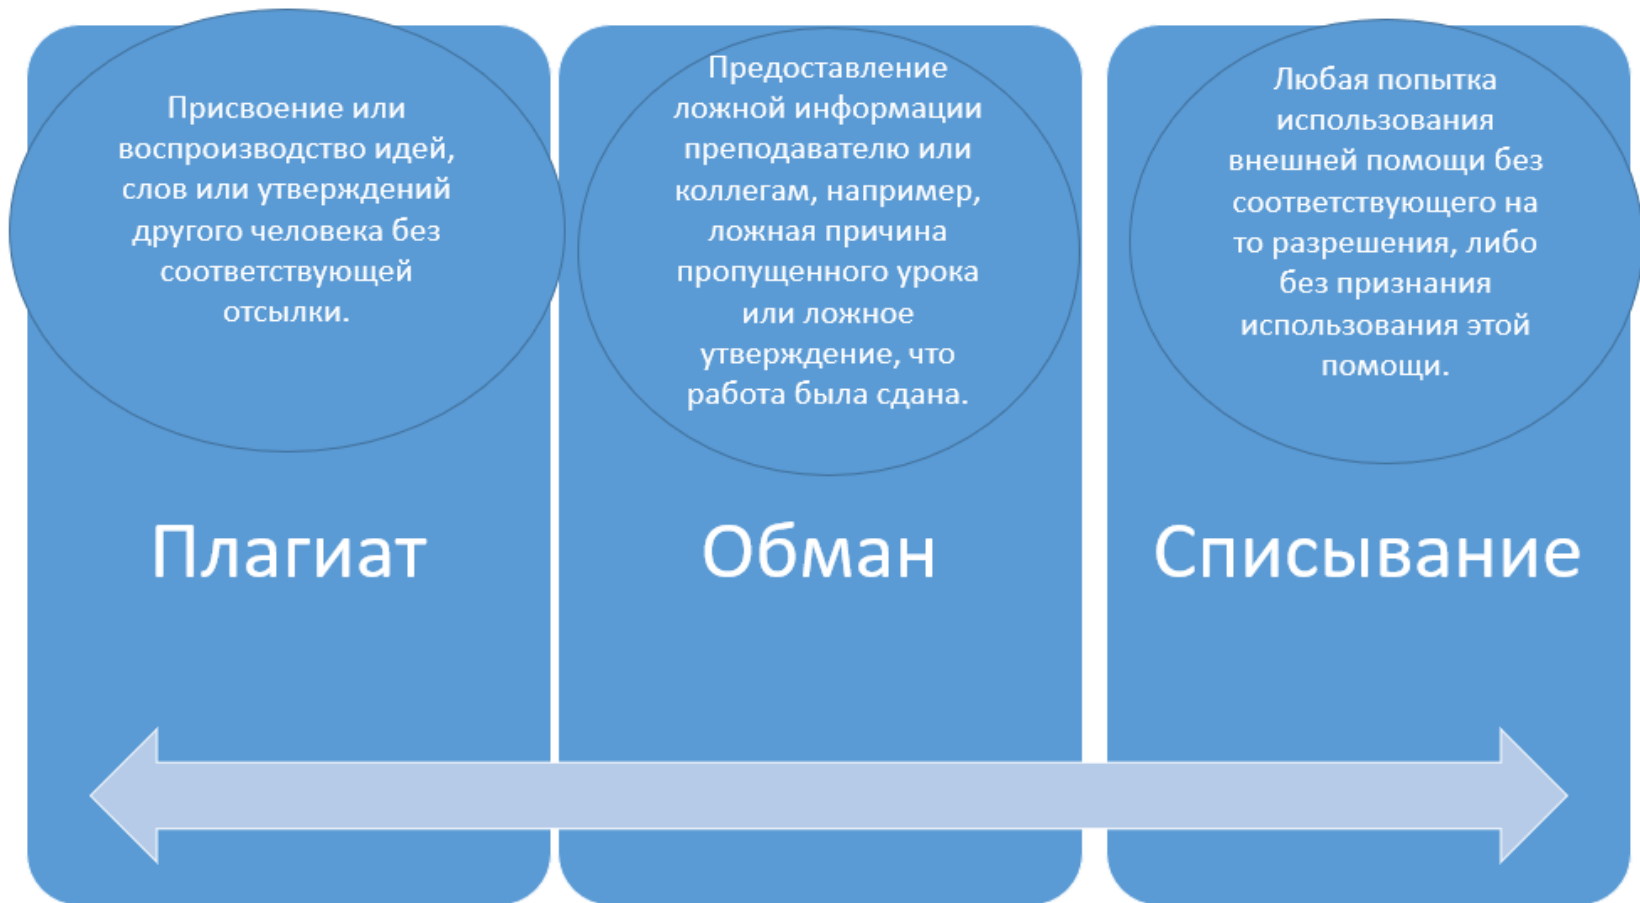 Присвоение или
воспроизводство идей,
слов или утверждений
другого человека без
соответствующей
отсылки.
Плагиат
Предоставление
ложной информации
преподавателю или
коллегам, например,
ложная причина
пропущенного урока
или ложное
утверждение, что
работа была сдана.
Обман
Любая попытка
использования
внешней помощи без
соответствующего на
то разрешения, либо
без признания
использования этой
помощи.
Списывание